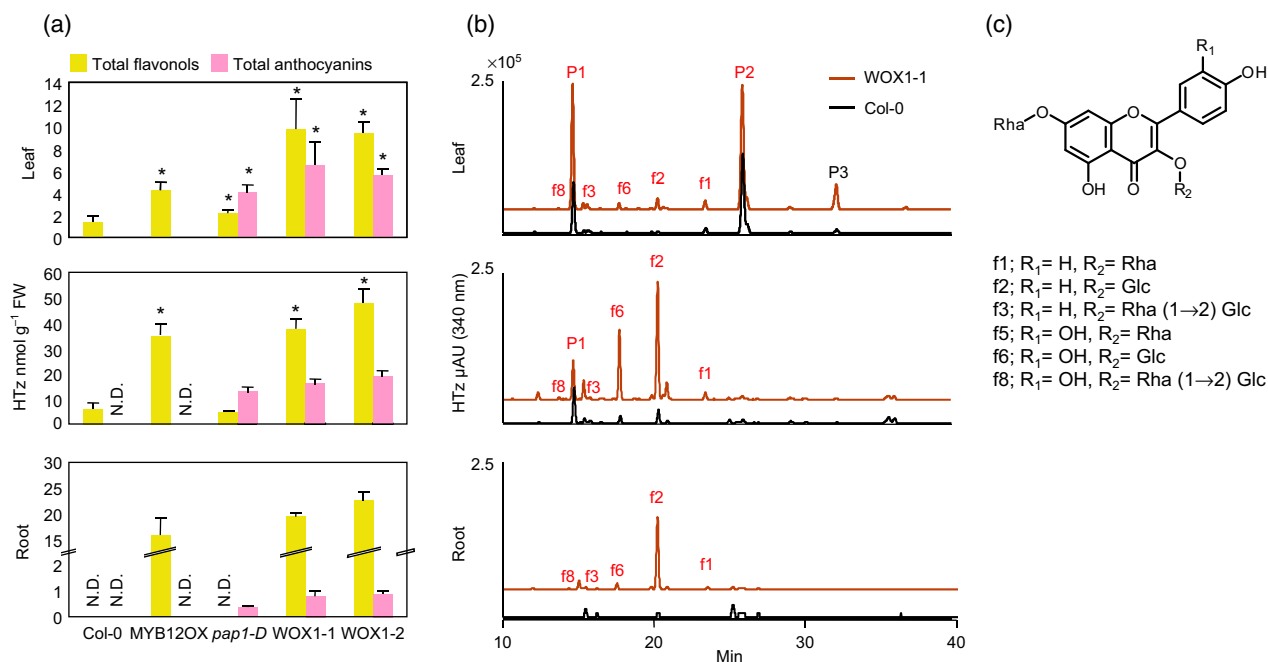 (a)
Total flavonols Total anthocyanins
14
12
10
8
6
4
2
0
Leaf
* * * * * * *
60
50
40
30
20
10
0
HTz nmol g⁻¹ FW
N.D. N.D.
* * *
25
20
15
2
1
0
Root
N.D. N.D. N.D. N.D.
Col-0 MYB12OX pap1-D WOX1-1 WOX1-2
(b)
×10⁵
2.5
Leaf
P1 P2 P3
f8 f3 f6 f2 f1
WOX1-1
Col-0
2.5
HTz µAU (340 nm)
P1 f8 f3 f6 f2 f1
2.5
Root
f8 f3 f6 f2 f1
10 20 30 40
Min
(c)
R₁
OH
O
Rha
O
O
R₂
OH O
f1; R₁= H, R₂= Rha
f2; R₁= H, R₂= Glc
f3; R₁= H, R₂= Rha (1→2) Glc
f5; R₁= OH, R₂= Rha
f6; R₁= OH, R₂= Glc
f8; R₁= OH, R₂= Rha (1→2) Glc